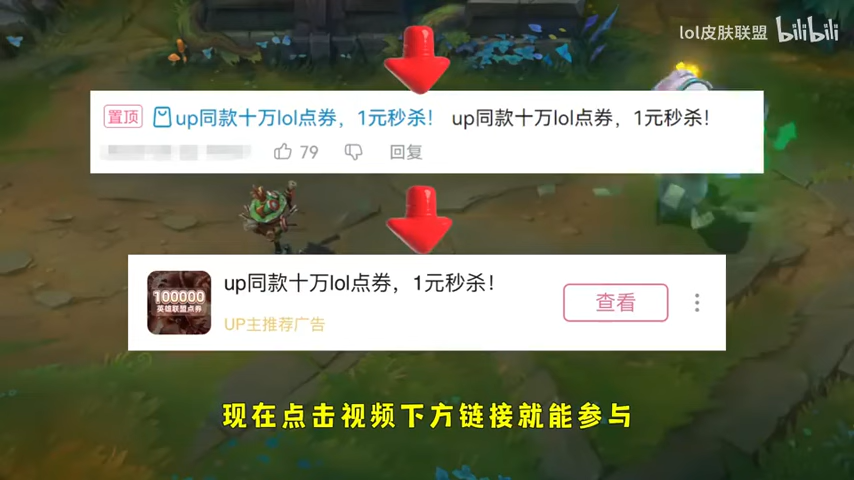 lol皮肤联盟 bilibili
置顶 up同款十万lol点券，1元秒杀！ up同款十万lol点券，1元秒杀！
79 回复
up同款十万lol点券，1元秒杀！
100000
英雄联盟点券
UP主推荐广告
查看
现在点击视频下方链接就能参与